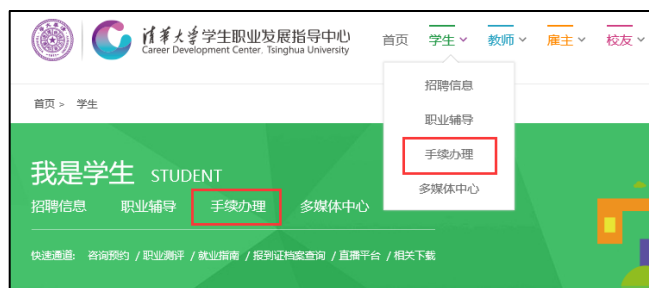 清华大学学生职业发展指导中心
Career Development Center, Tsinghua University
首页 学生 教师 雇主 校友
招聘信息
职业辅导
手续办理
多媒体中心
首页 > 学生
我是学生 STUDENT
招聘信息 职业辅导 手续办理 多媒体中心
快速通道: 咨询预约 / 职业测评 / 就业指南 / 报到证档案查询 / 直播平台 / 相关下载